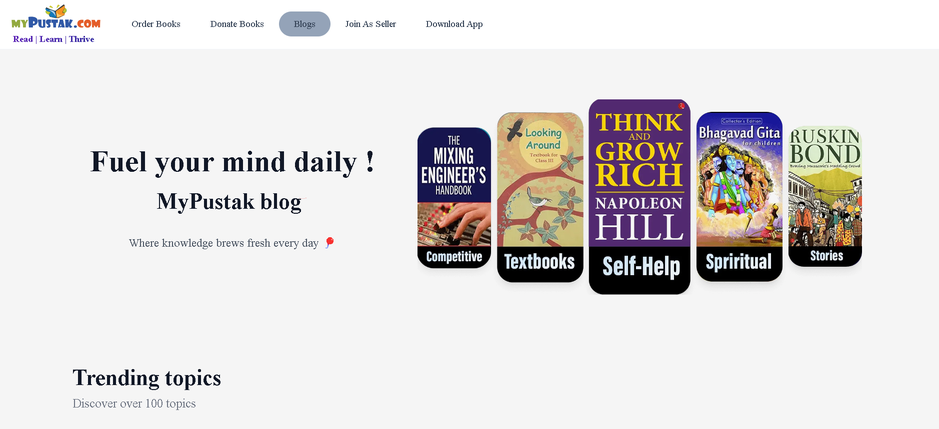 MYPUSTAK.COM
Read | Learn | Thrive
Order Books
Donate Books
Blogs
Join As Seller
Download App
Fuel your mind daily !
MyPustak blog
Where knowledge brews fresh every day
THE
MIXING
ENGINEER'S
HANDBOOK
Competitive
Looking
Around
Textbook for Class III
Textbooks
THINK
AND
GROW
RICH
NAPOLEON
HILL
Self-Help
Collector's Edition
Bhagavad Gita
for children
Spriritual
RUSKIN
BOND
Stories
Trending topics
Discover over 100 topics